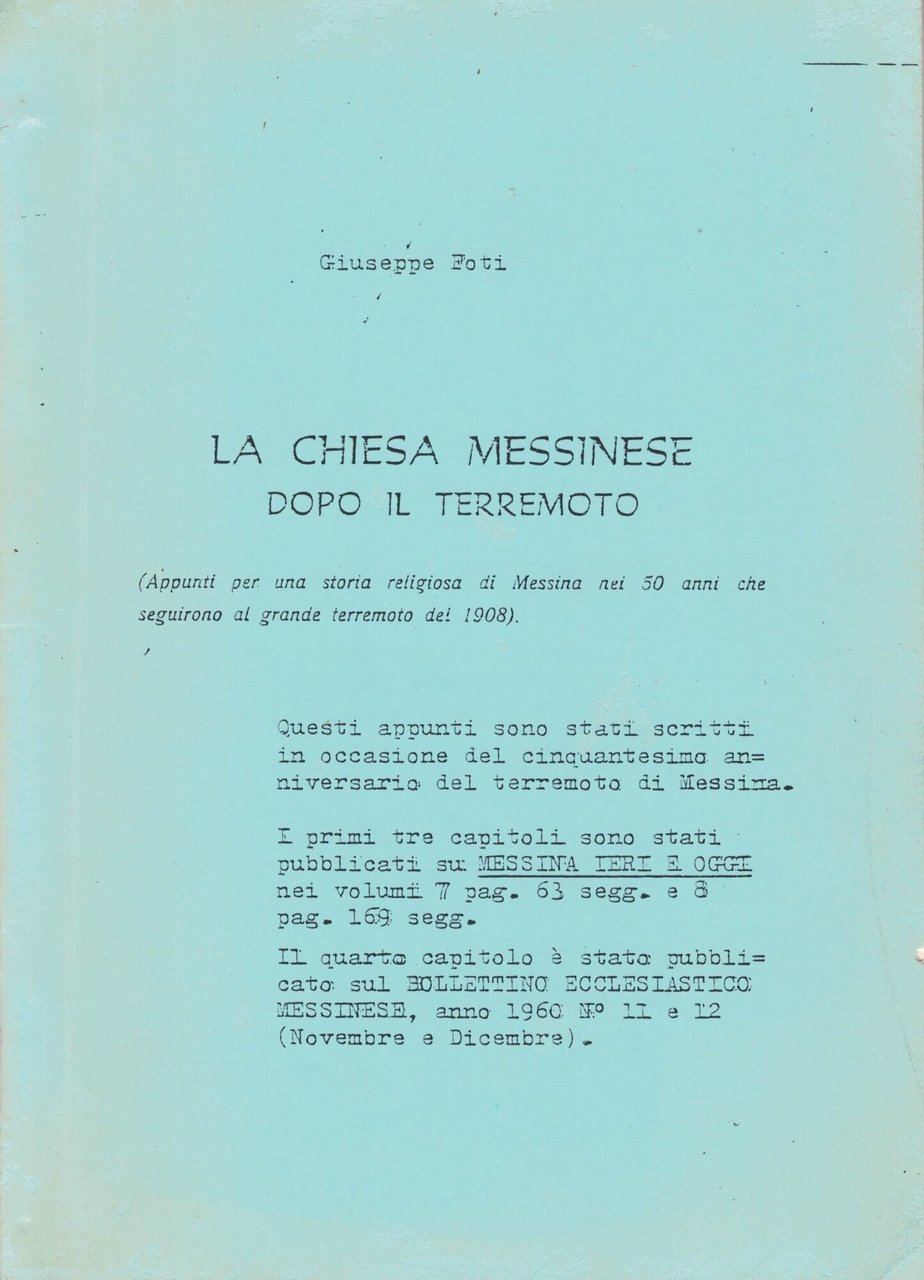 Giuseppe Foti
LA CHIESA MESSINESE
DOPO IL TERREMOTO
(Appunti per una storia religiosa di Messina nei 50 anni che
seguirono al grande terremoto del 1908).
Questi appunti sono stati scritti
in occasione del cinquantesimo an=
niversario del terremoto di Messina.
I primi tre capitoli sono stati
pubblicati su MESSINA IERI E OGGI
nei volumi 7 pag. 63 segg. e 8
pag. 169 segg.
Il quarto capitolo è stato pubbli=
cato sul BOLLETTINO ECCLESIASTICO
MESSINESE, anno 1960 Nº 11 e 12
(Novembre e Dicembre).